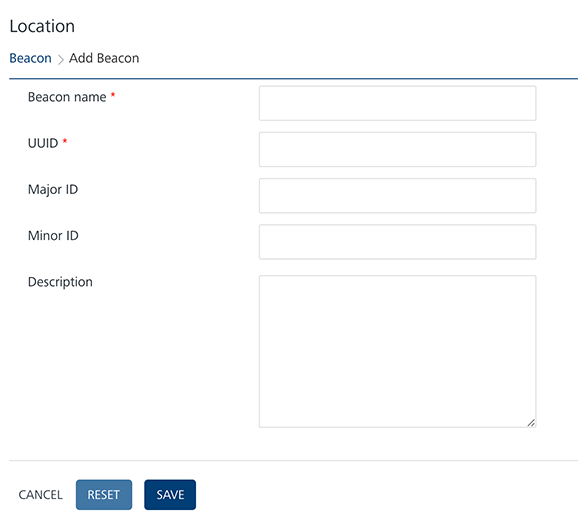 Location
Beacon > Add Beacon
Beacon name *
UUID *
Major ID
Minor ID
Description
CANCEL RESET SAVE